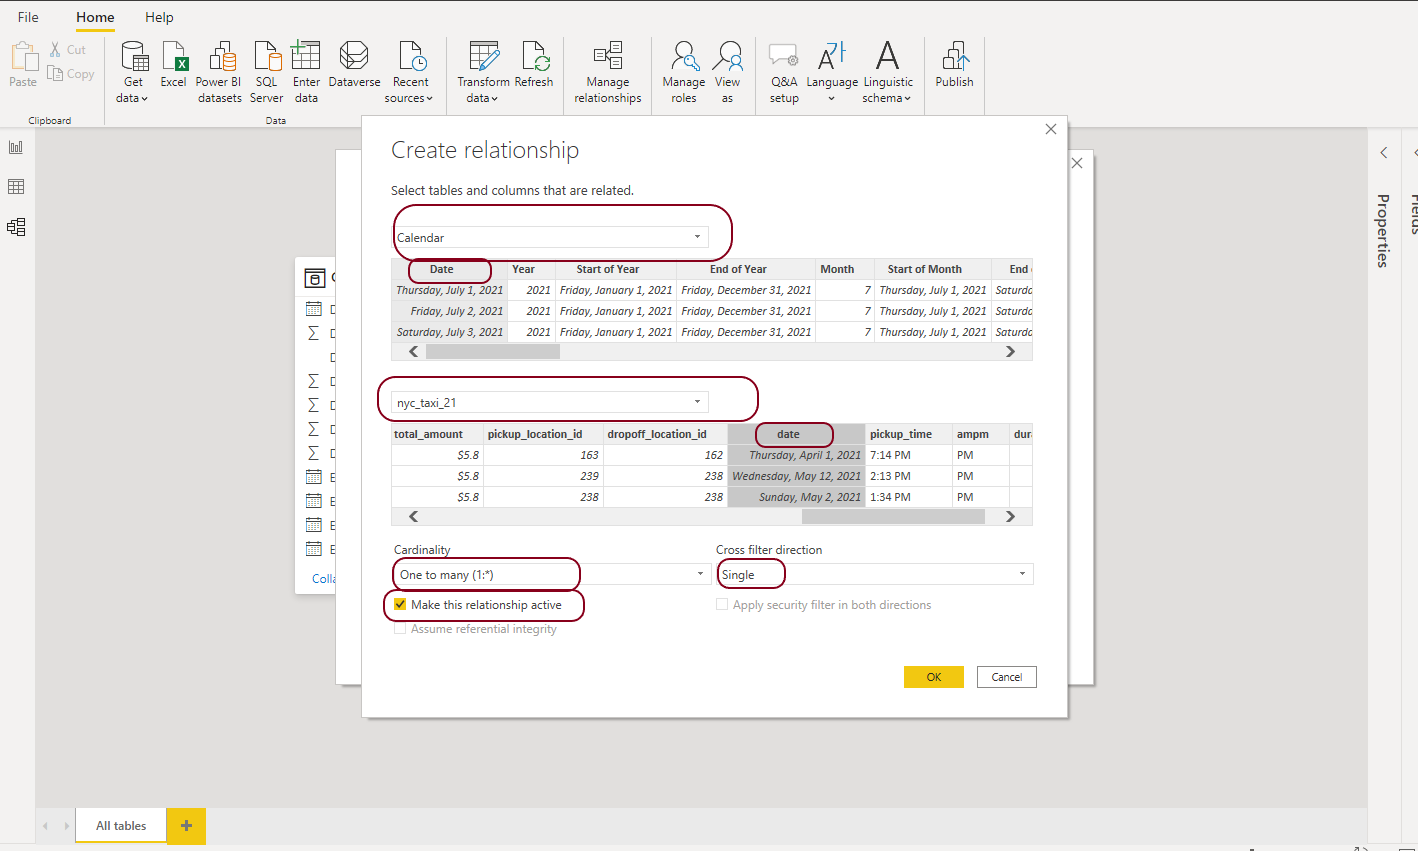 File Home Help
Paste Cut Copy
Get data Excel Power BI datasets SQL Server Enter data Dataverse Recent sources Transform data Refresh Manage relationships Manage roles View as Q&A setup Language Linguistic schema Publish
Clipboard Data
Create relationship
Select tables and columns that are related.
Calendar
Date Year Start of Year End of Year Month Start of Month End
Thursday, July 1, 2021 2021 Friday, January 1, 2021 Friday, December 31, 2021 7 Thursday, July 1, 2021 Saturd
Friday, July 2, 2021 2021 Friday, January 1, 2021 Friday, December 31, 2021 7 Thursday, July 1, 2021 Saturd
Saturday, July 3, 2021 2021 Friday, January 1, 2021 Friday, December 31, 2021 7 Thursday, July 1, 2021 Saturd
nyc_taxi_21
total_amount pickup_location_id dropoff_location_id date pickup_time ampm dur
$5.8 163 162 Thursday, April 1, 2021 7:14 PM PM
$5.8 239 239 Wednesday, May 12, 2021 2:13 PM PM
$5.8 238 238 Sunday, May 2, 2021 1:34 PM PM
Cardinality Cross filter direction
One to many (1:*) Single
Make this relationship active Apply security filter in both directions
Assume referential integrity
OK Cancel
Colla
Properties
Fields
All tables +